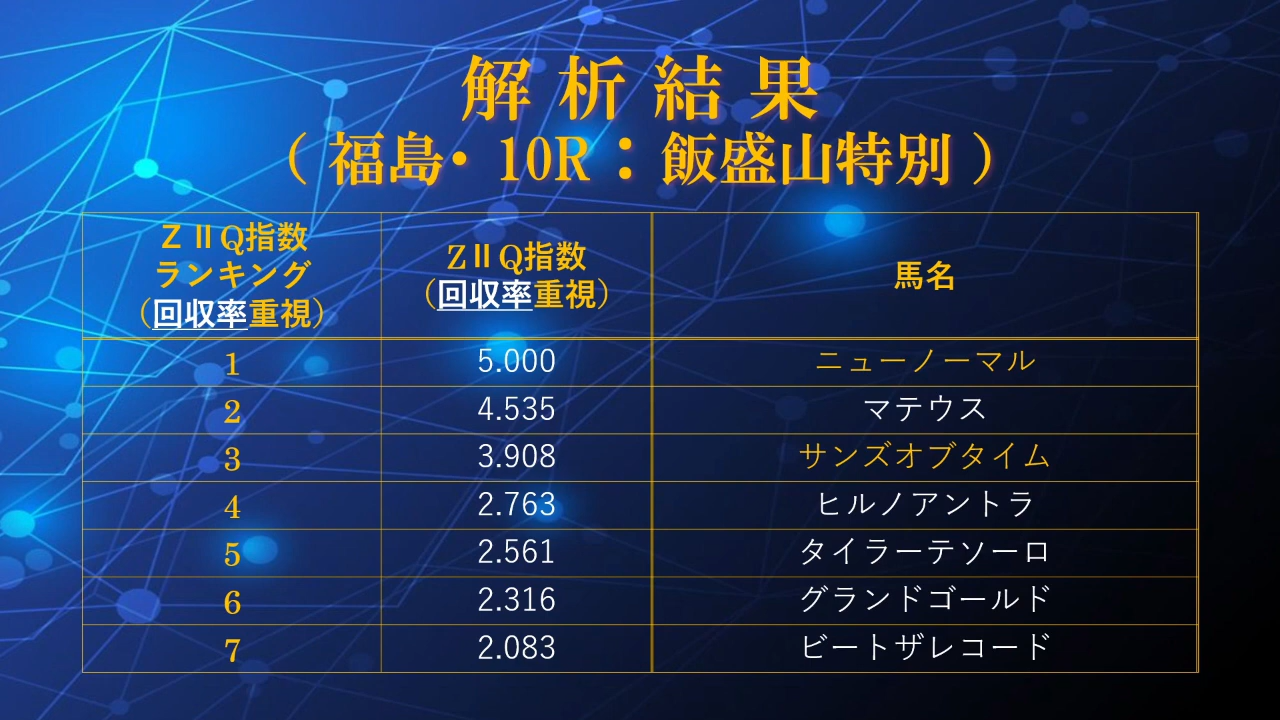 解析結果
（福島・10R：飯盛山特別）
ＺⅡQ指数
ランキング
（回収率重視）
ZⅡQ指数
（回収率重視）
馬名
1 5.000 ニューノーマル
2 4.535 マテウス
3 3.908 サンズオブタイム
4 2.763 ヒルノアントラ
5 2.561 タイラーテソーロ
6 2.316 グランドゴールド
7 2.083 ビートザレコード